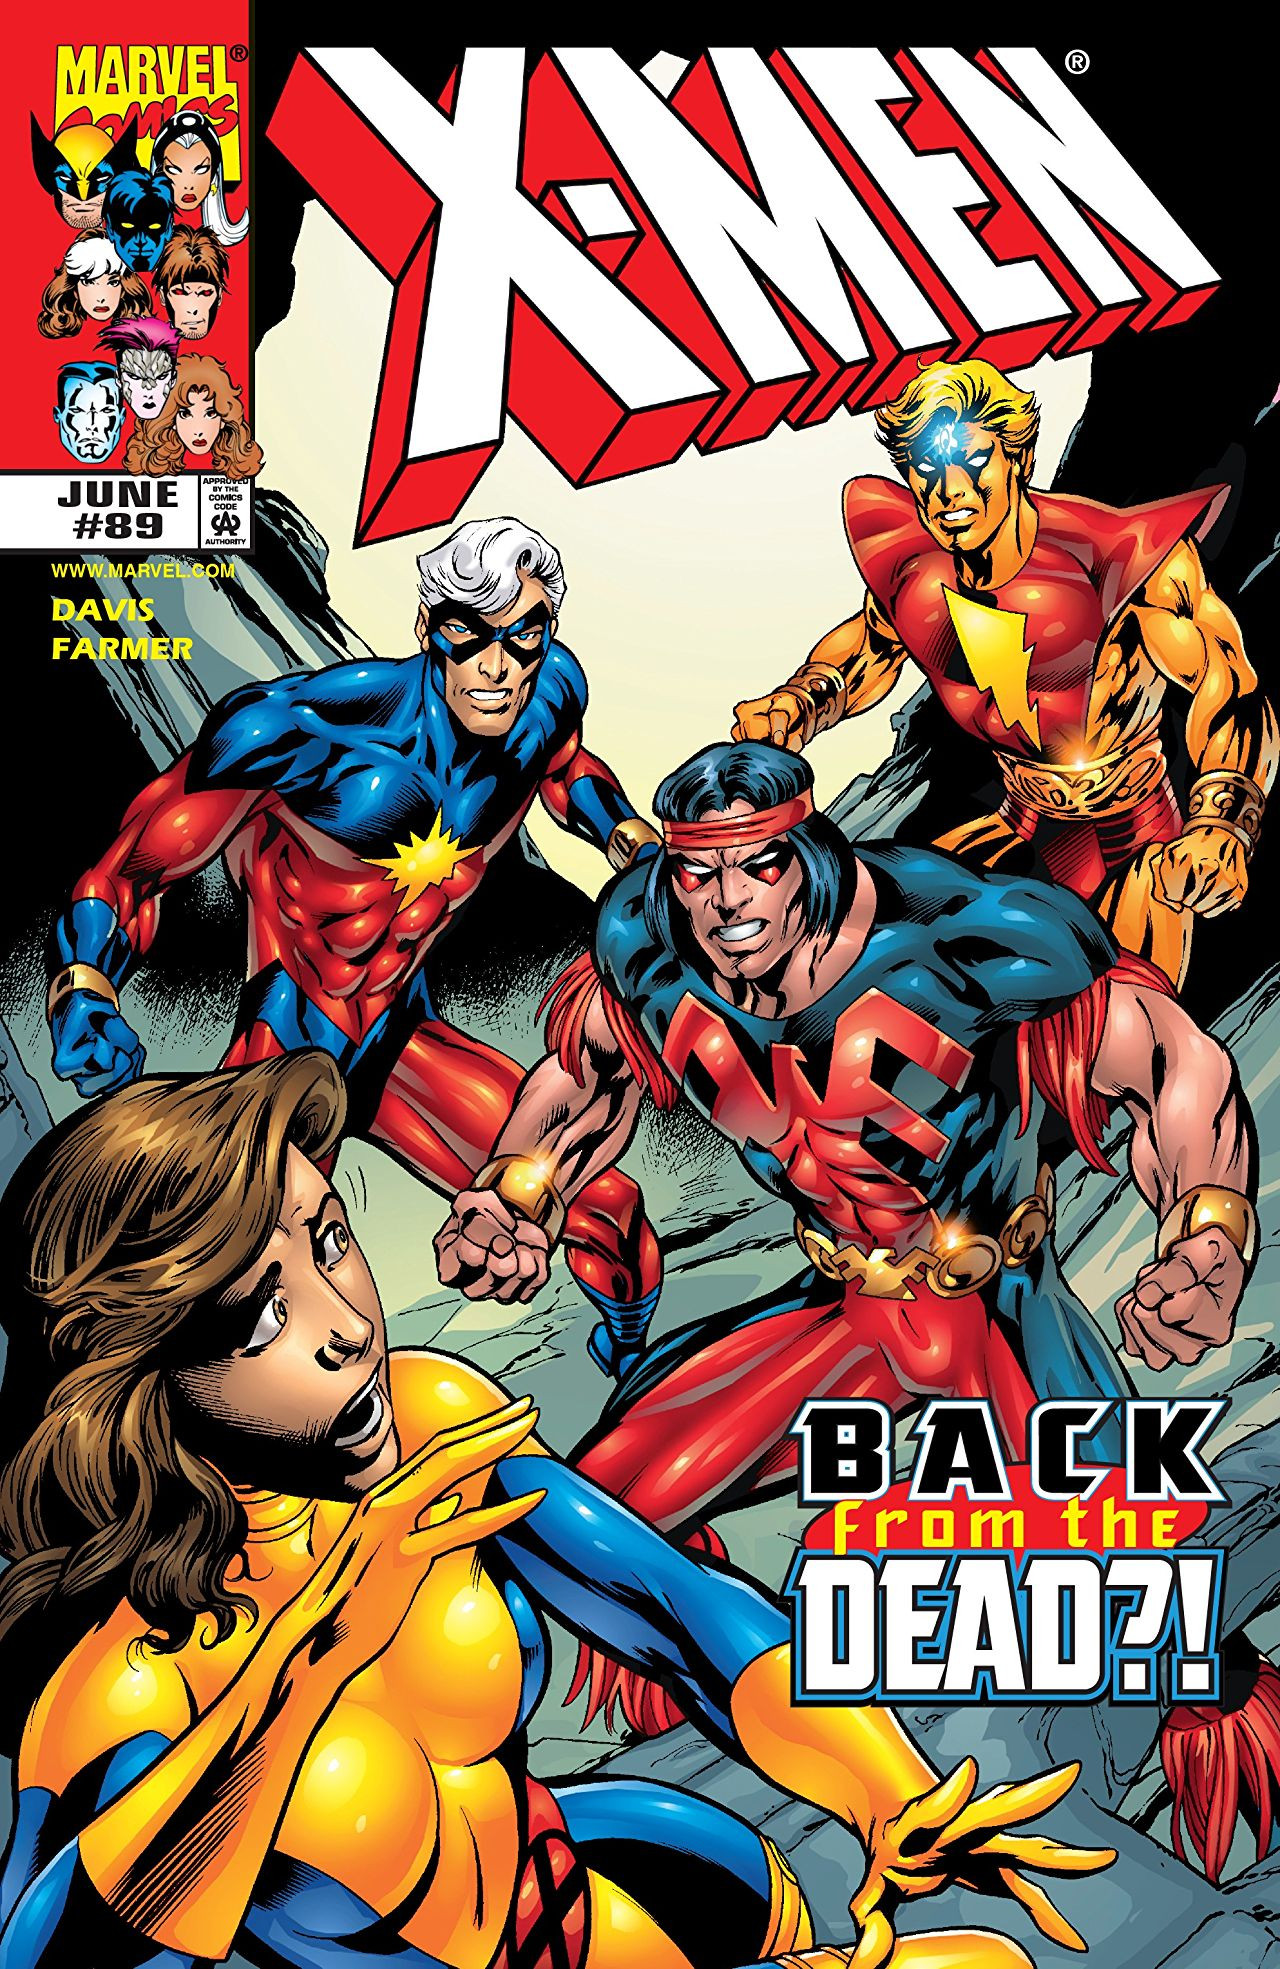 MARVEL®
COMICS
X-MEN®
JUNE
#89
APPROVED
BY THE
COMICS
CODE
CA
AUTHORITY
WWW.MARVEL.COM
DAVIS
FARMER
BACK
from the
DEAD?!